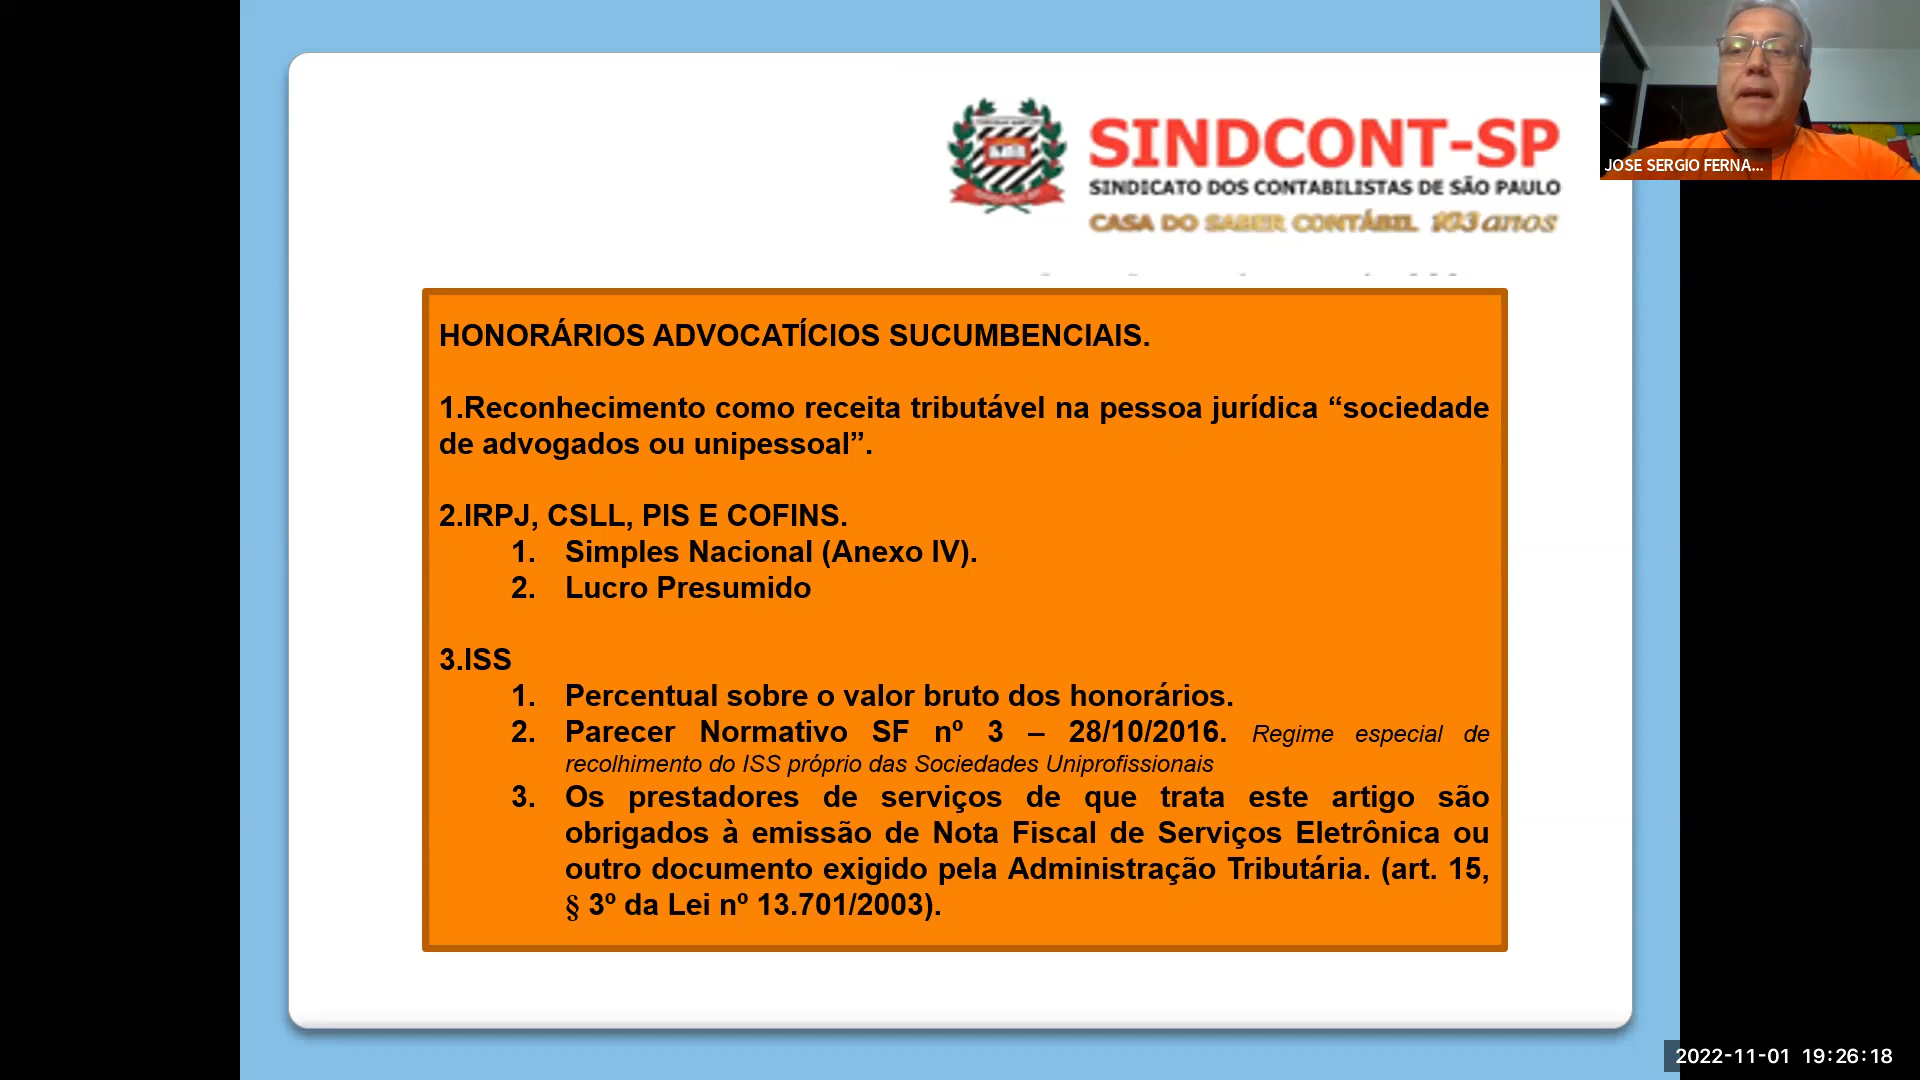 SINDCONT-SP
SINDICATO DOS CONTABILISTAS DE SÃO PAULO
CASA DO SABER CONTÁBIL 103 anos
JOSE SERGIO FERNA...
HONORÁRIOS ADVOCATÍCIOS SUCUMBENCIAIS.
1.Reconhecimento como receita tributável na pessoa jurídica “sociedade
de advogados ou unipessoal”.
2.IRPJ, CSLL, PIS E COFINS.
1. Simples Nacional (Anexo IV).
2. Lucro Presumido
3.ISS
1. Percentual sobre o valor bruto dos honorários.
2. Parecer Normativo SF nº 3 – 28/10/2016. Regime especial de
recolhimento do ISS próprio das Sociedades Uniprofissionais
3. Os prestadores de serviços de que trata este artigo são
obrigados à emissão de Nota Fiscal de Serviços Eletrônica ou
outro documento exigido pela Administração Tributária. (art. 15,
§ 3º da Lei nº 13.701/2003).
2022-11-01 19:26:18